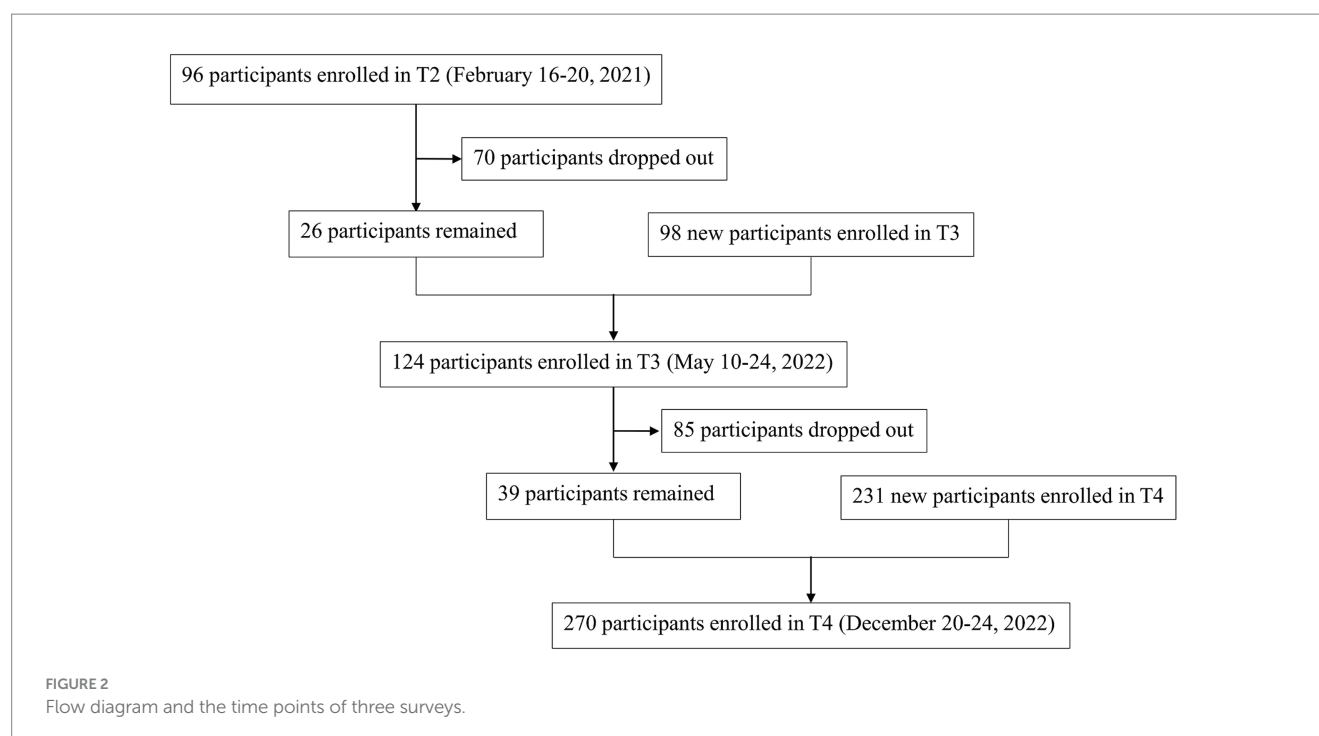 96 participants enrolled in T2 (February 16-20, 2021)
70 participants dropped out
26 participants remained
98 new participants enrolled in T3
124 participants enrolled in T3 (May 10-24, 2022)
85 participants dropped out
39 participants remained
231 new participants enrolled in T4
270 participants enrolled in T4 (December 20-24, 2022)
FIGURE 2
Flow diagram and the time points of three surveys.